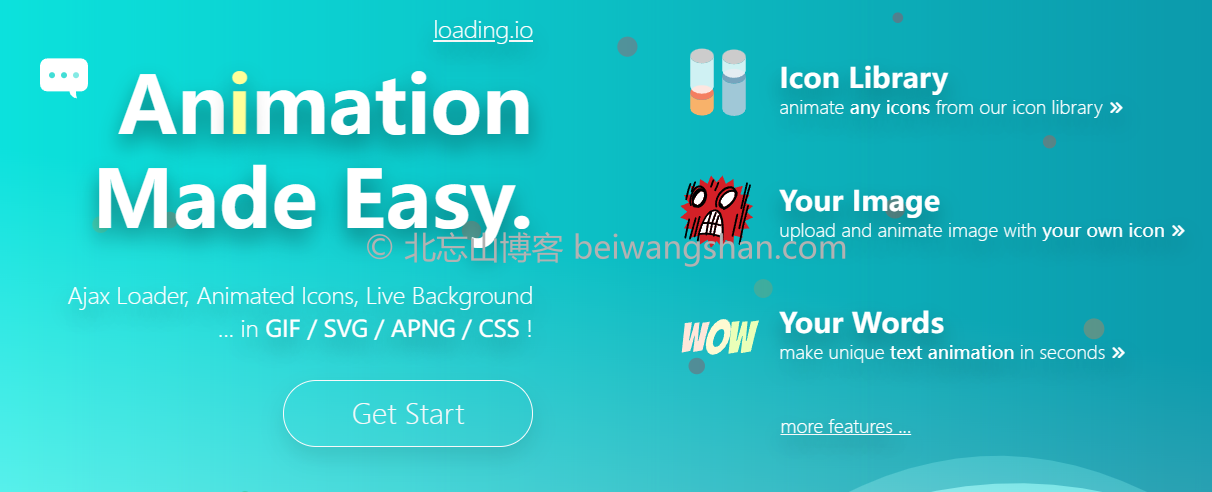 loading.io
Animation
Made Easy.
Ajax Loader, Animated Icons, Live Background
... in GIF / SVG / APNG / CSS !
Get Start
Icon Library
animate any icons from our icon library »
Your Image
upload and animate image with your own icon »
WOW
Your Words
make unique text animation in seconds »
more features ...
© 北忘山博客 beiwangshan.com